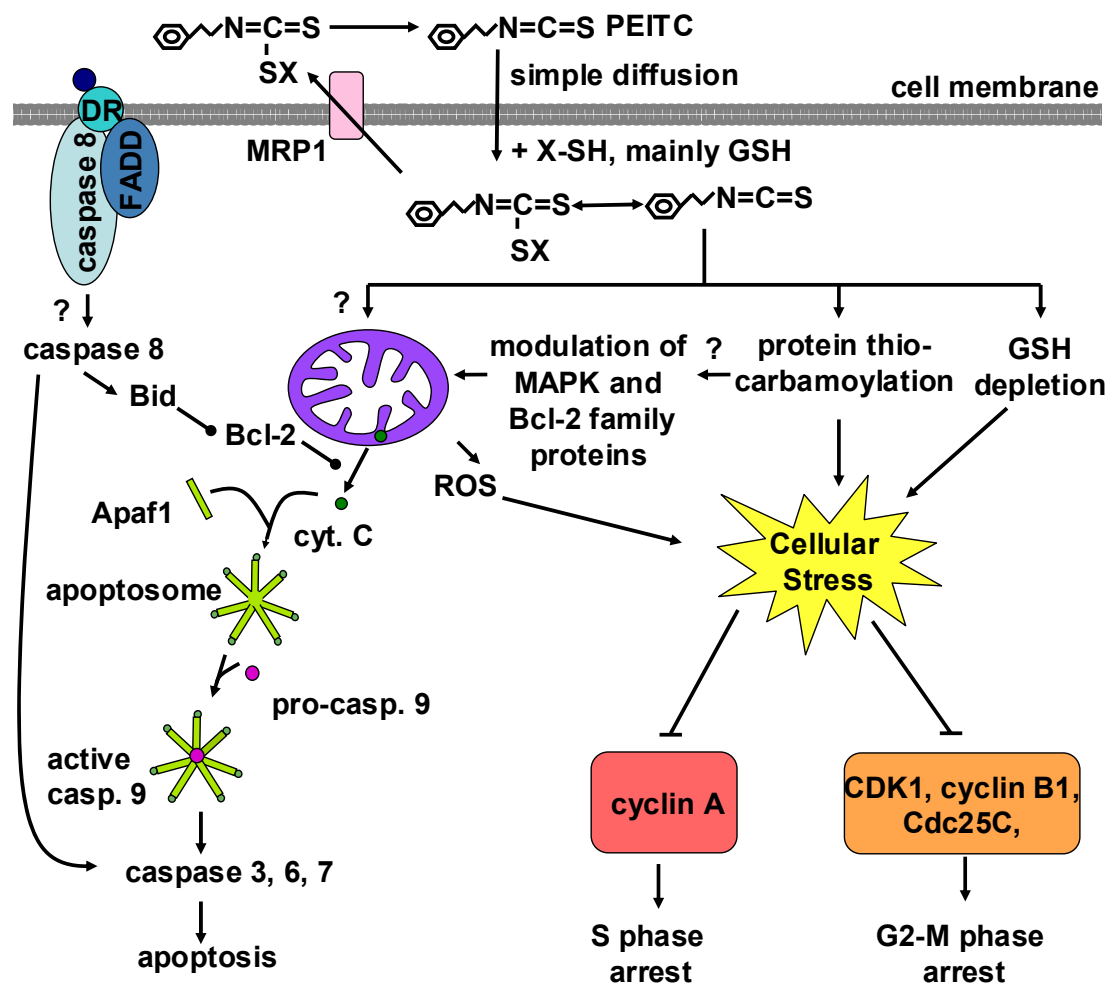 N=C=S
SX
N=C=S PEITC
simple diffusion
cell membrane
DR
caspase 8
FADD
MRP1
+ X-SH, mainly GSH
N=C=S
SX
N=C=S
?
caspase 8
Bid
Bcl-2
Apaf1
cyt. C
apoptosome
pro-casp. 9
active
casp. 9
caspase 3, 6, 7
apoptosis
?
modulation of
MAPK and
Bcl-2 family
proteins
?
protein thio-
carbamoylation
GSH
depletion
ROS
Cellular
Stress
cyclin A
CDK1, cyclin B1,
Cdc25C,
S phase
arrest
G2-M phase
arrest